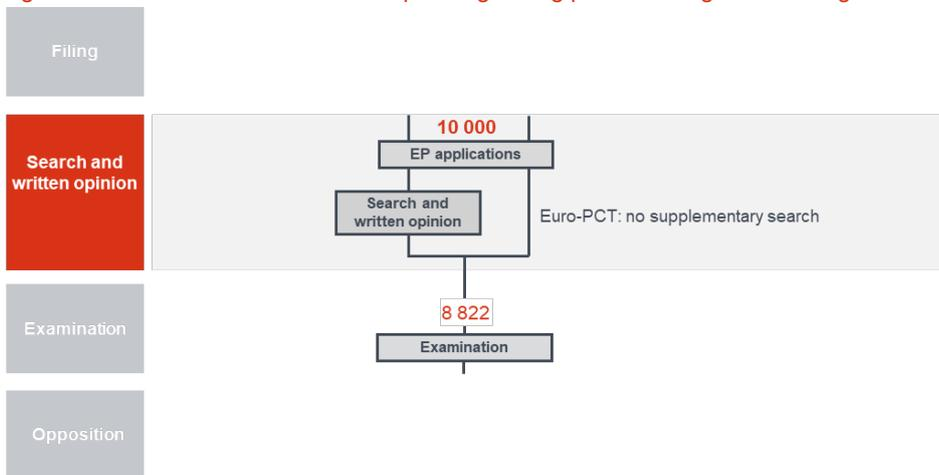 Filing
10 000
EP applications
Search and
written opinion
Search and
written opinion
Euro-PCT: no supplementary search
8 822
Examination
Examination
Opposition